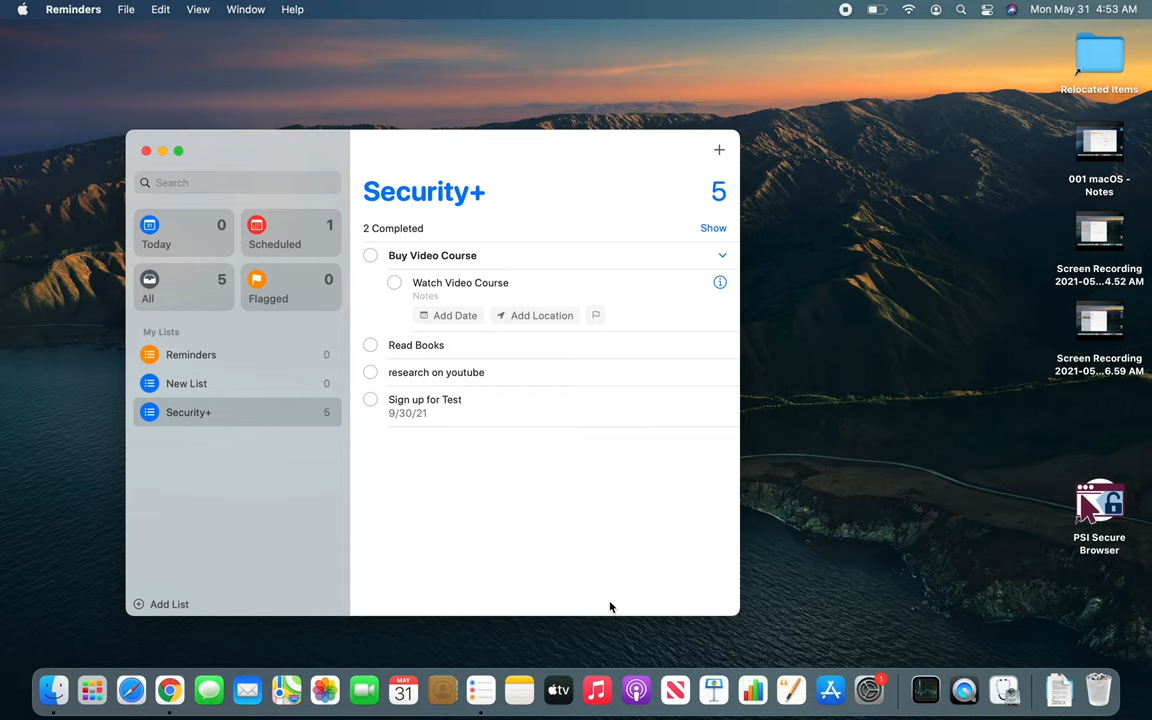 Reminders File Edit View Window Help Mon May 31 4:53 AM
Relocated Items
001 macOS - Notes
Screen Recording 2021-05...4.52 AM
Screen Recording 2021-05...6.59 AM
PSI Secure Browser
Search
Today 0
Scheduled 1
All 5
Flagged 0
My Lists
Reminders 0
New List 0
Security+ 5
Add List
Security+ 5
2 Completed Show
Buy Video Course
Watch Video Course
Notes
Add Date Add Location
Read Books
research on youtube
Sign up for Test
9/30/21
MAY
31
tv
1